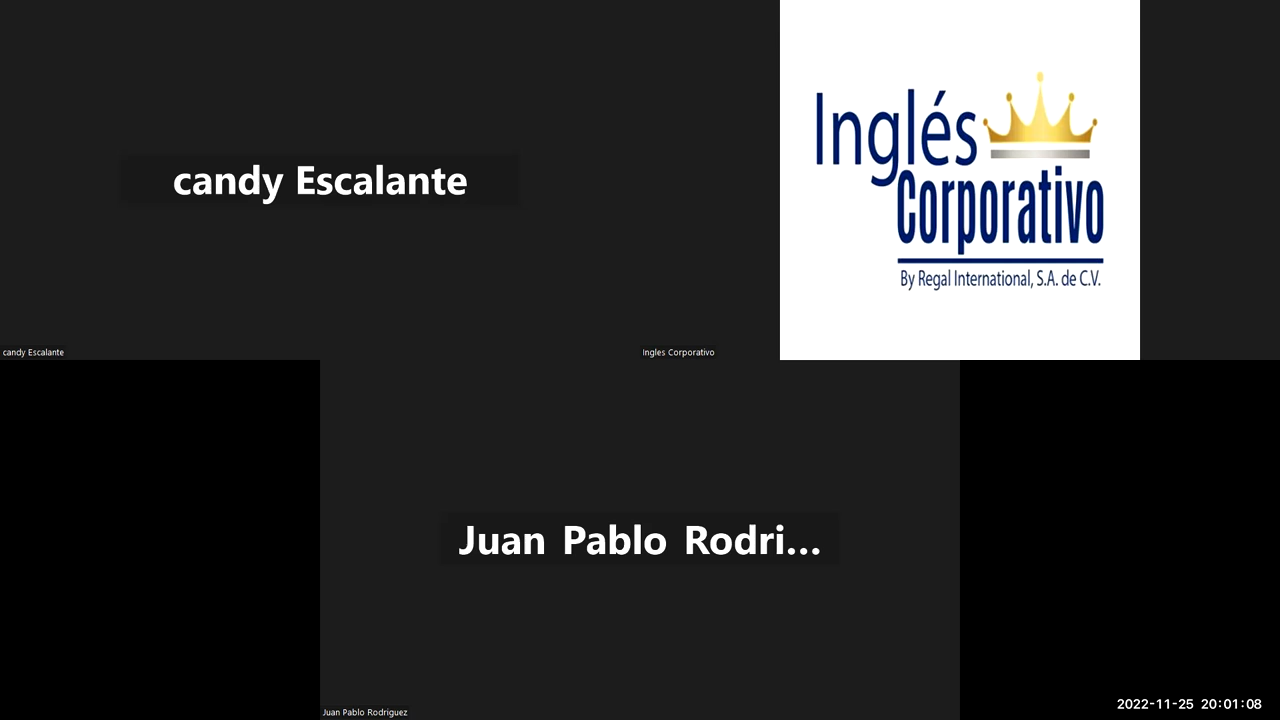 candy Escalante
Inglés
Corporativo
By Regal International, S.A. de C.V.
candy Escalante
Ingles Corporativo
Juan Pablo Rodri...
Juan Pablo Rodriguez
2022-11-25 20:01:08